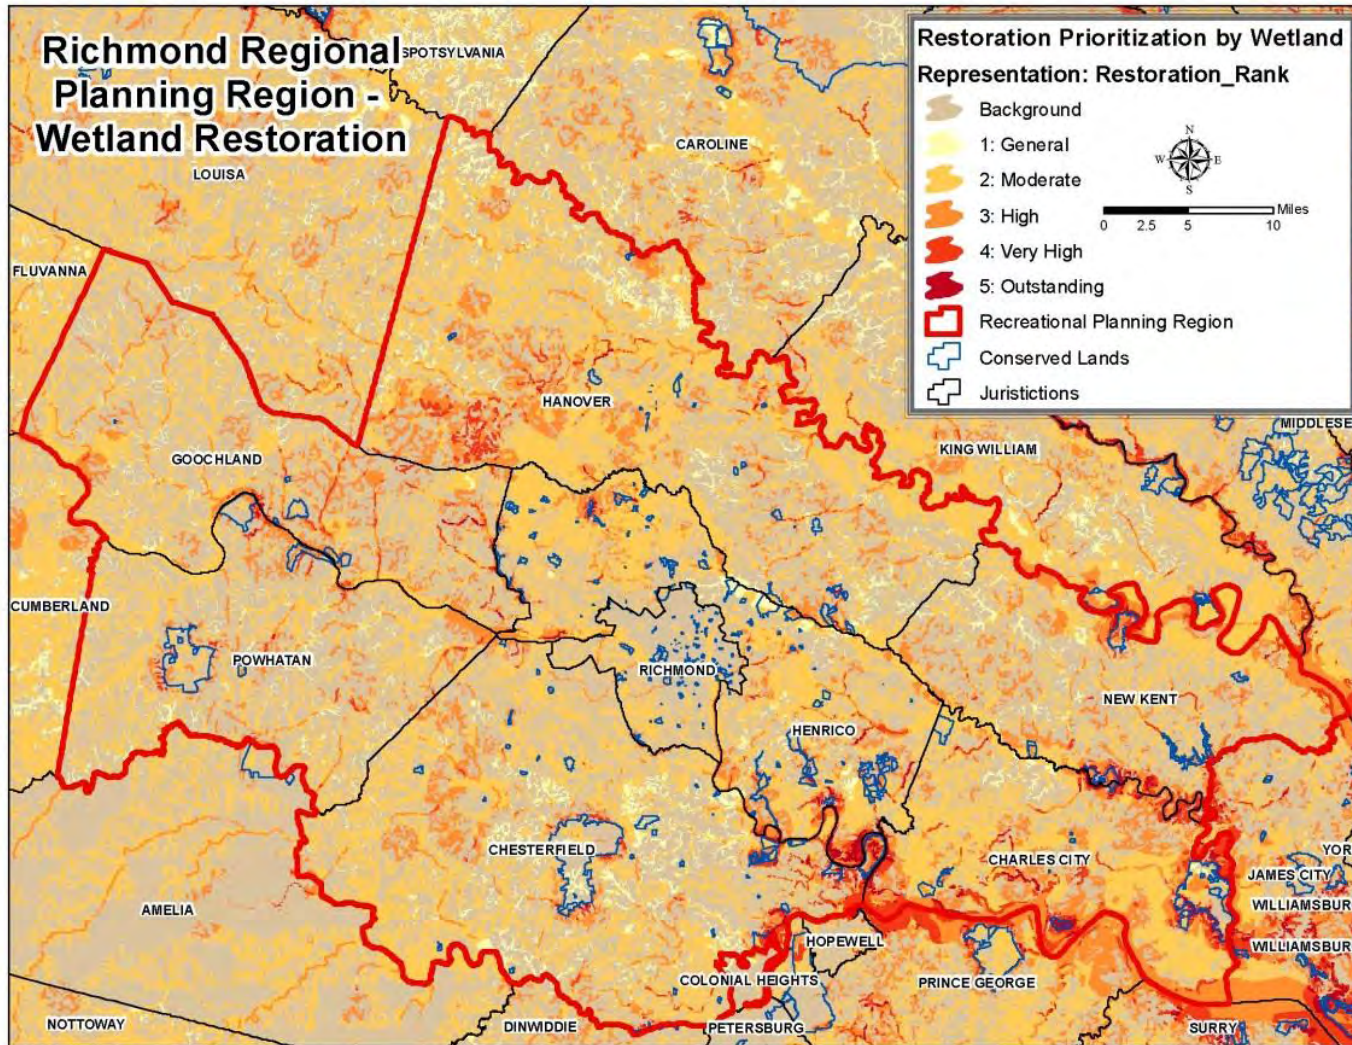 Richmond Regional
Planning Region -
Wetland Restoration
Restoration Prioritization by Wetland
Representation: Restoration_Rank
Background
1: General
2: Moderate
3: High
4: Very High
5: Outstanding
Recreational Planning Region
Conserved Lands
Juristictions
N
W E
S
Miles
0 2.5 5 10
SPOTSYLVANIA
CAROLINE
LOUISA
FLUVANNA
HANOVER
MIDDLESE
KING WILLIAM
GOOCHLAND
CUMBERLAND
POWHATAN
RICHMOND
NEW KENT
HENRICO
CHESTERFIELD
CHARLES CITY
YOR
JAMES CITY
WILLIAMSBUR
AMELIA
HOPEWELL
WILLIAMSBUR
COLONIAL HEIGHTS
PRINCE GEORGE
NOTTOWAY
DINWIDDIE
PETERSBURG
SURRY